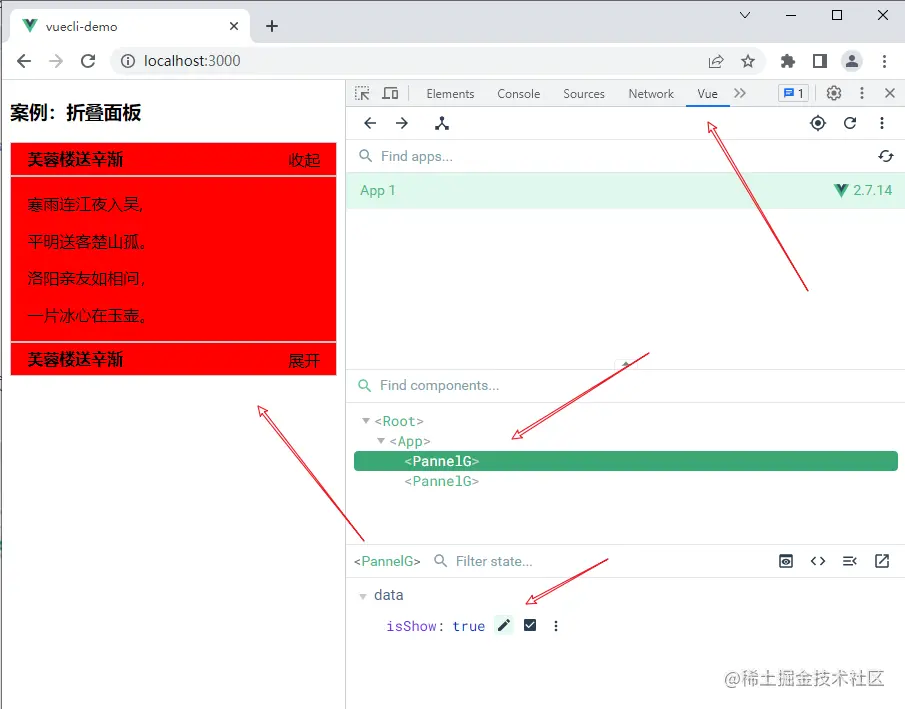 vuecli-demo
localhost:3000
案例：折叠面板
芙蓉楼送辛渐 收起
寒雨连江夜入吴,
平明送客楚山孤。
洛阳亲友如相问，
一片冰心在玉壶。
芙蓉楼送辛渐 展开
Elements Console Sources Network Vue 1
Find apps...
App 1 2.7.14
Find components...
<Root>
<App>
<PannelG>
<PannelG>
<PannelG> Filter state...
data
isShow: true
@稀土掘金技术社区